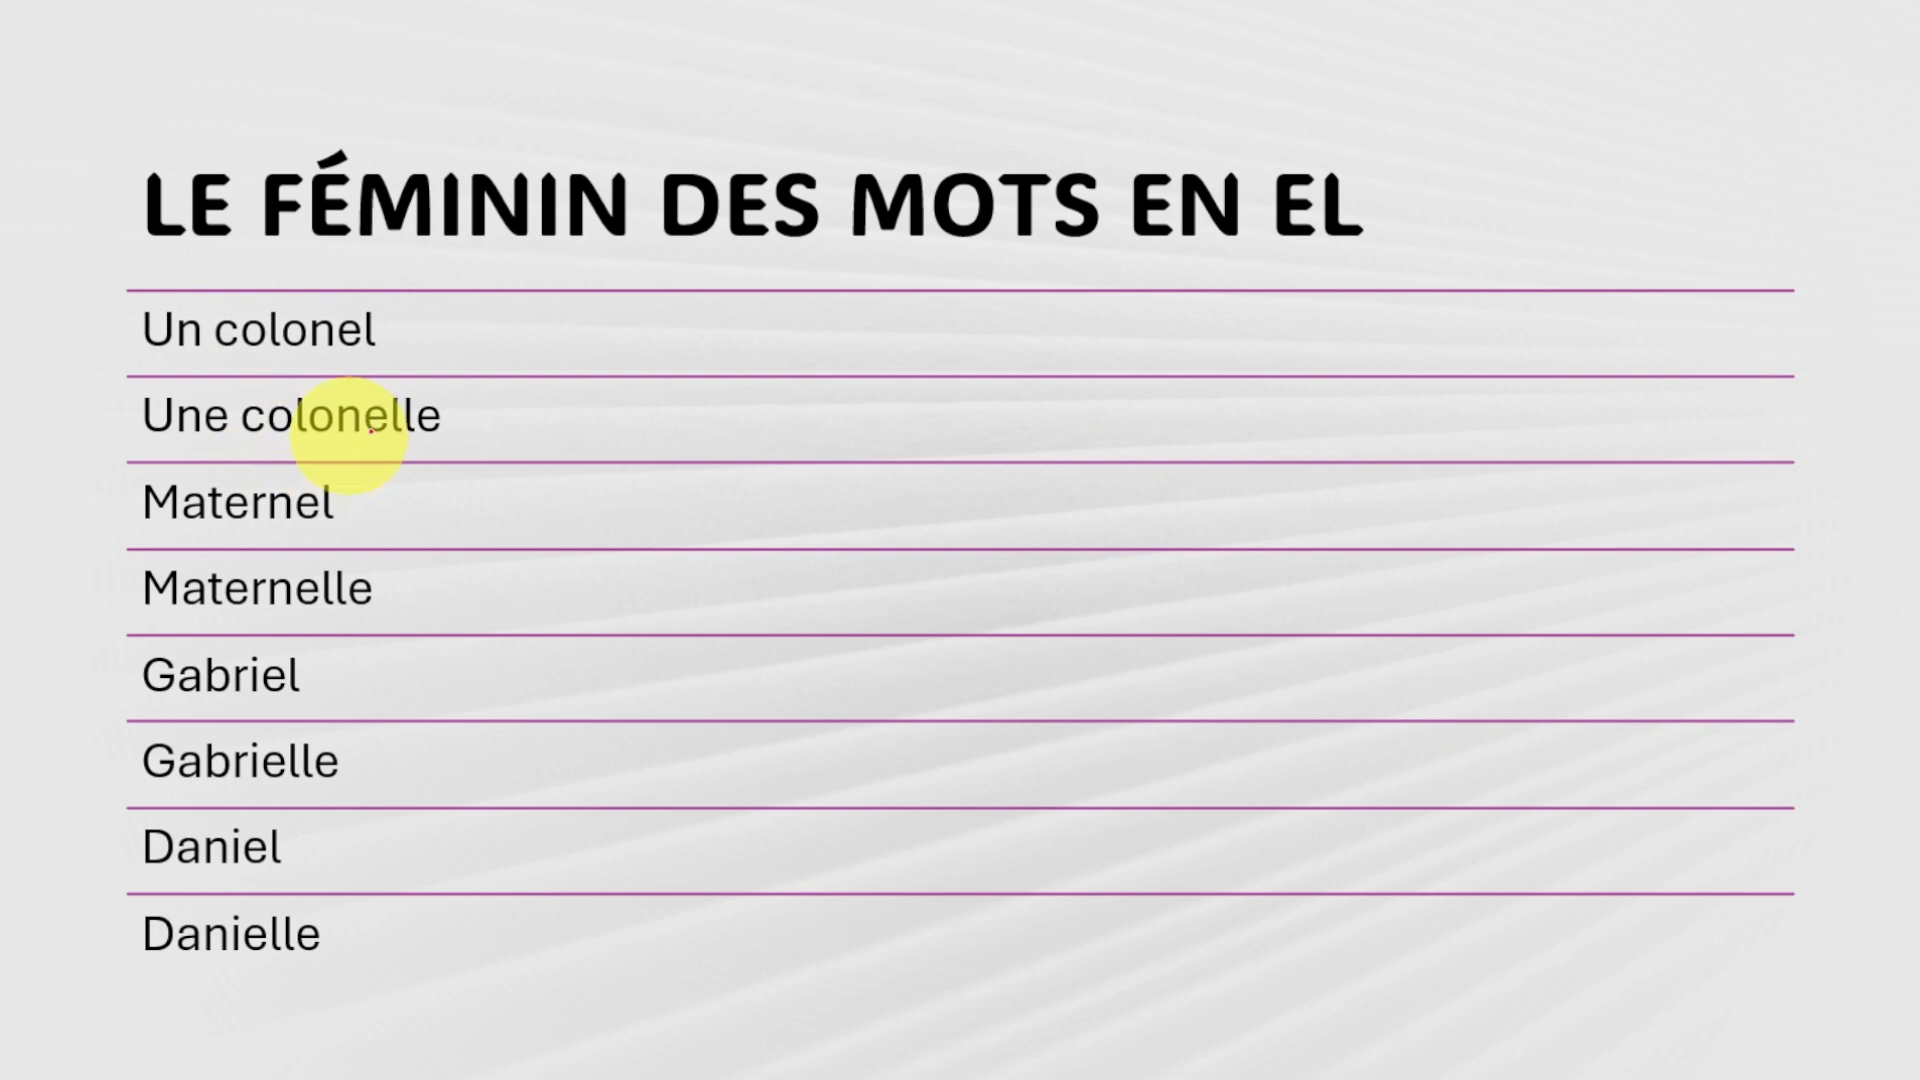 LE FÉMININ DES MOTS EN EL
Un colonel
Une colonelle
Maternel
Maternelle
Gabriel
Gabrielle
Daniel
Danielle